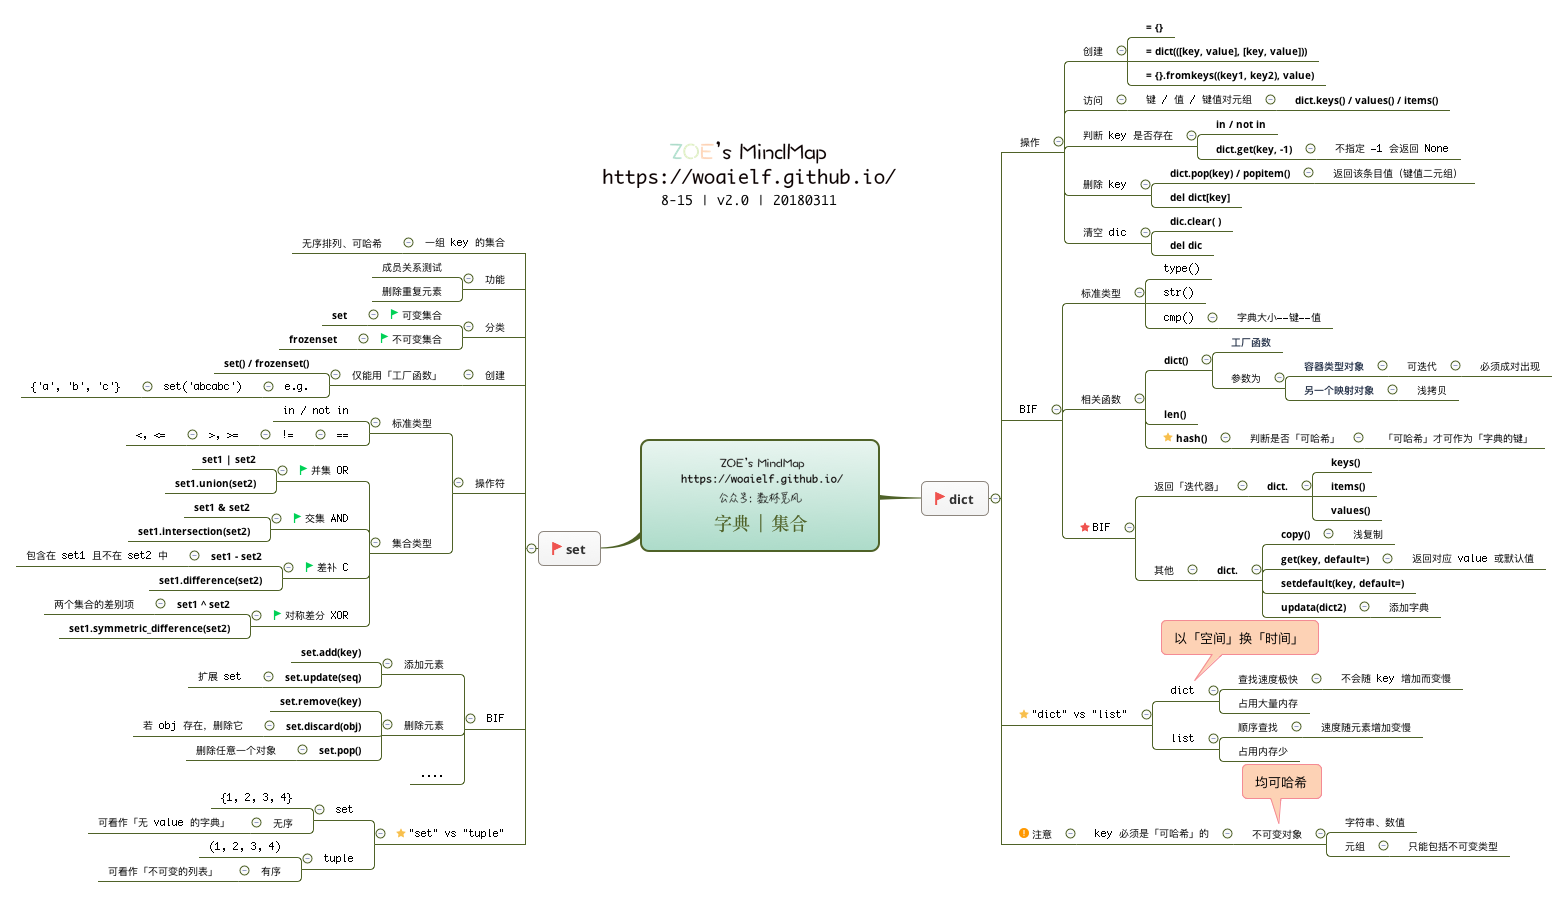 ZOE's MindMap
https://woaielf.github.io/
8-15 | v2.0 | 20180311
ZOE's MindMap
https://woaielf.github.io/
公众号: 数据笔风
字典 | 集合
dict
操作
创建
= {}
= dict(([key, value], [key, value]))
= {}.fromkeys((key1, key2), value)
访问
键 / 值 / 键值对元组
dict.keys() / values() / items()
判断 key 是否存在
in / not in
dict.get(key, -1)
不指定 -1 会返回 None
删除 key
dict.pop(key) / popitem()
返回该条目值（键值二元组）
del dict[key]
清空 dic
dic.clear( )
del dic
BIF
标准类型
type()
str()
cmp()
字典大小--键--值
相关函数
dict()
工厂函数
参数为
容器类型对象
可迭代
必须成对出现
另一个映射对象
浅拷贝
len()
hash()
判断是否「可哈希」
「可哈希」才可作为「字典的键」
BIF
返回「迭代器」
dict.
keys()
items()
values()
其他
dict.
copy()
浅复制
get(key, default=)
返回对应 value 或默认值
setdefault(key, default=)
updata(dict2)
添加字典
以「空间」换「时间」
"dict" vs "list"
dict
查找速度极快
不会随 key 增加而变慢
占用大量内存
list
顺序查找
速度随元素增加变慢
占用内存少
均可哈希
注意
key 必须是「可哈希」的
不可变对象
字符串、数值
元组
只能包括不可变类型
set
一组 key 的集合
无序排列、可哈希
功能
成员关系测试
删除重复元素
分类
可变集合
set
不可变集合
frozenset
创建
仅能用「工厂函数」
set() / frozenset()
e.g.
set('abcabc')
{'a', 'b', 'c'}
操作符
标准类型
in / not in
==
!=
>, >=
<, <=
集合类型
并集 OR
set1 | set2
set1.union(set2)
交集 AND
set1 & set2
set1.intersection(set2)
差补 C
set1 - set2
包含在 set1 且不在 set2 中
set1.difference(set2)
对称差分 XOR
set1 ^ set2
两个集合的差别项
set1.symmetric_difference(set2)
BIF
添加元素
set.add(key)
set.update(seq)
扩展 set
删除元素
set.remove(key)
set.discard(obj)
若 obj 存在，删除它
set.pop()
删除任意一个对象
....
"set" vs "tuple"
set
{1, 2, 3, 4}
无序
可看作「无 value 的字典」
tuple
(1, 2, 3, 4)
有序
可看作「不可变的列表」